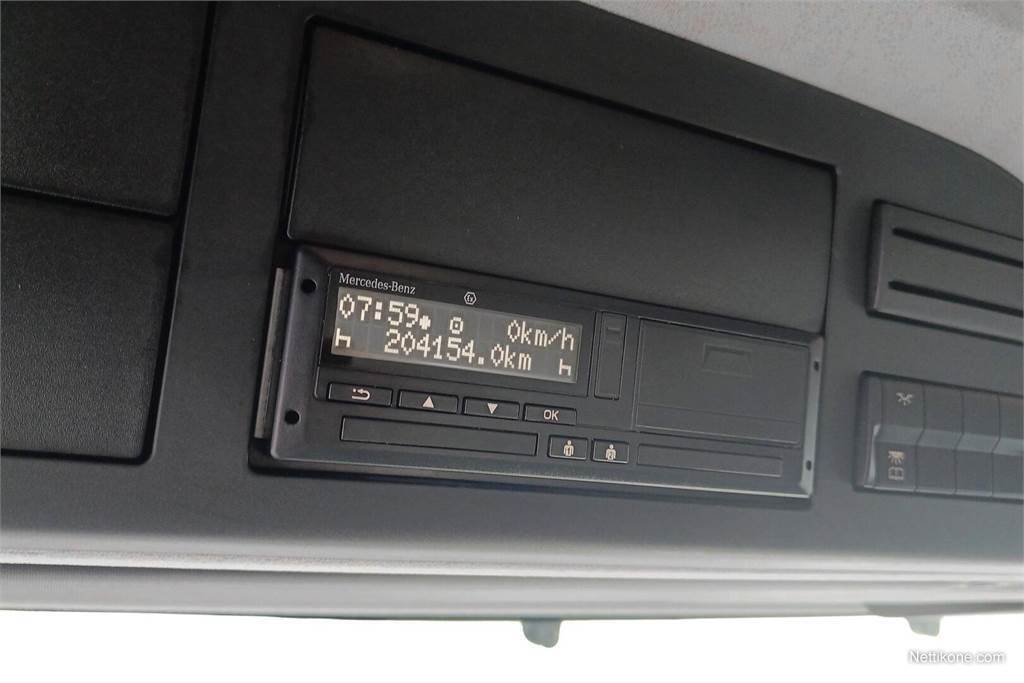 Mercedes-Benz
07:59 0km/h
204154.0km
OK
Nettikone.com